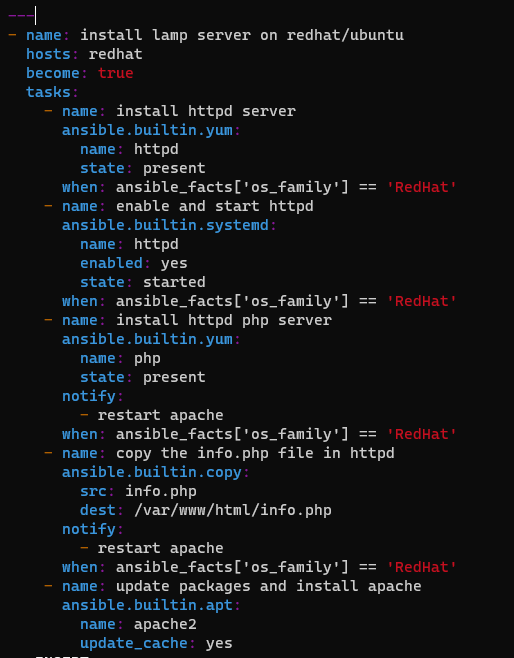 ---
- name: install lamp server on redhat/ubuntu
  hosts: redhat
  become: true
  tasks:
    - name: install httpd server
      ansible.builtin.yum:
        name: httpd
        state: present
      when: ansible_facts['os_family'] == 'RedHat'
    - name: enable and start httpd
      ansible.builtin.systemd:
        name: httpd
        enabled: yes
        state: started
      when: ansible_facts['os_family'] == 'RedHat'
    - name: install httpd php server
      ansible.builtin.yum:
        name: php
        state: present
      notify:
        - restart apache
      when: ansible_facts['os_family'] == 'RedHat'
    - name: copy the info.php file in httpd
      ansible.builtin.copy:
        src: info.php
        dest: /var/www/html/info.php
      notify:
        - restart apache
      when: ansible_facts['os_family'] == 'RedHat'
    - name: update packages and install apache
      ansible.builtin.apt:
        name: apache2
        update_cache: yes